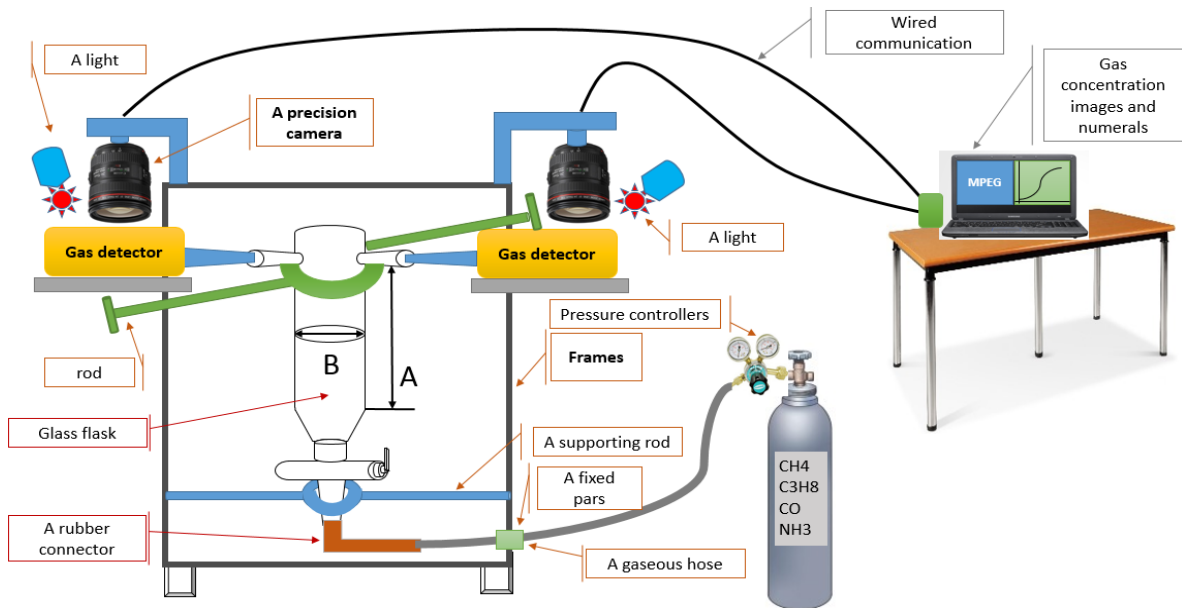 Wired
communication
A light
Gas
concentration
images and
numerals
A precision
camera
MPEG
A light
Gas detector
Gas detector
Pressure controllers
rod
B
A
Frames
Glass flask
A supporting rod
A fixed
pars
CH4
C3H8
CO
NH3
A rubber
connector
A gaseous hose